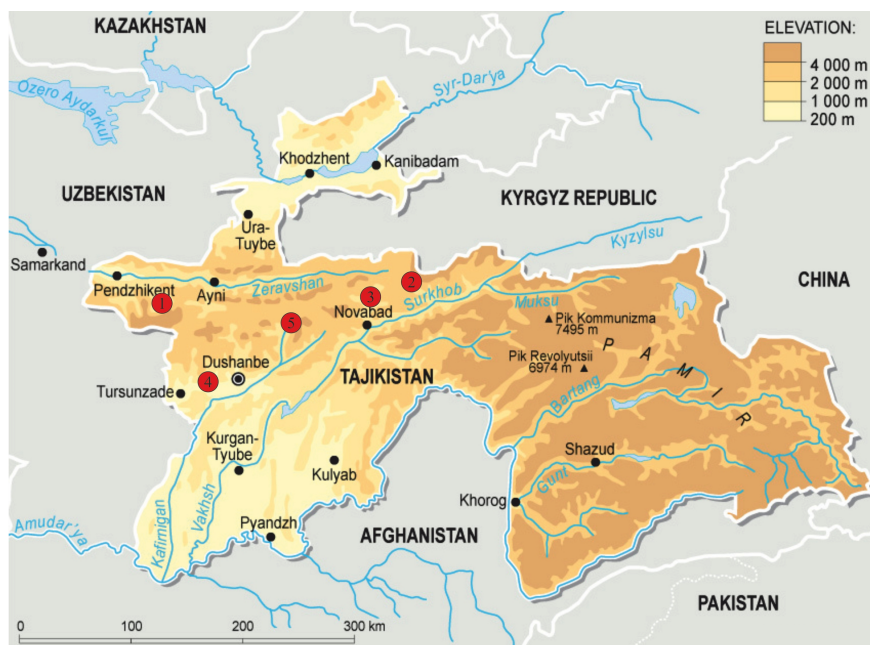 KAZAKHSTAN
ELEVATION:
4 000 m
2 000 m
1 000 m
200 m
Ozero Aydarkul'
Syr-Dar'ya
Khodzhent
Kanibadam
UZBEKISTAN
KYRGYZ REPUBLIC
Ura-
Tuybe
Kyzylsu
Samarkand
CHINA
Pendzhikent
Ayni
Zeravshan
2
1
3
Surkhob
Muksu
Novabad
5
Pik Kommunizma
7495 m
Dushanbe
Pik Revolyutsii
6974 m
PAMIR
4
TAJIKISTAN
Tursunzade
Bartang
Kurgan-
Tyube
Kulyab
Shazud
Gunt
Khorog
Vakhsh
Kafimigan
Pyandzh
Amudar'ya
AFGHANISTAN
PAKISTAN
0 100 200 300 km